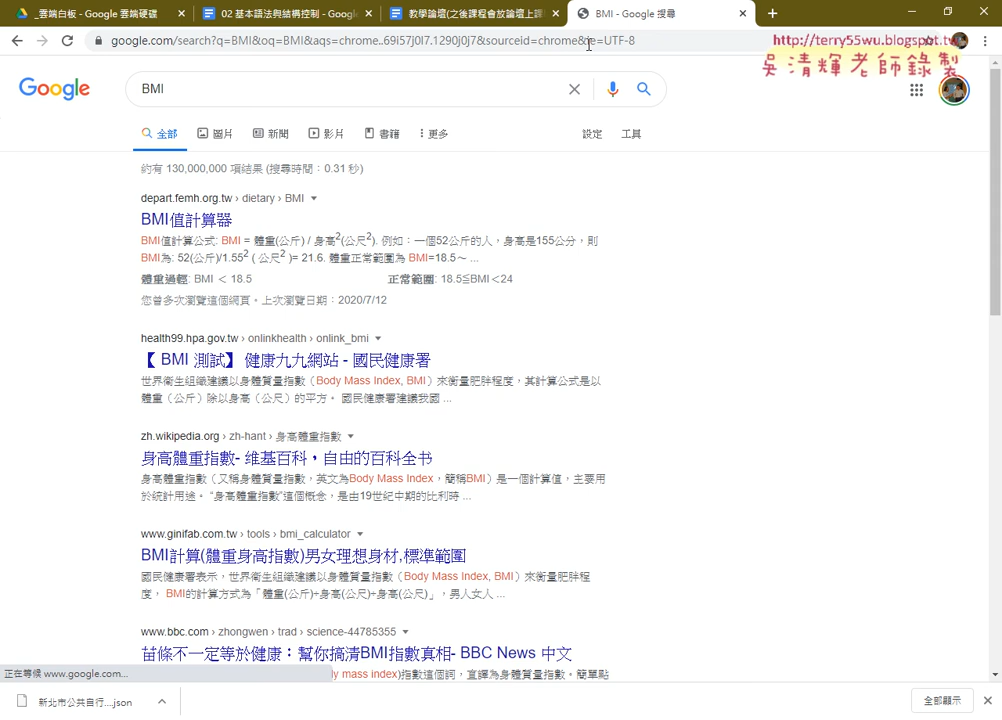 _雲端白板 - Google 雲端硬碟
02 基本語法與結構控制 - Googl
教學論壇(之後課程會放論壇上課
BMI - Google 搜尋
google.com/search?q=BMI&oq=BMI&aqs=chrome..69i57j0l7.1290j0j7&sourceid=chrome&ie=UTF-8
http://terry55wu.blogspot.tw
吳清輝老師錄製
Google
BMI
全部
圖片
新聞
影片
書籍
更多
設定
工具
約有 130,000,000 項結果 (搜尋時間：0.31 秒)
depart.femh.org.tw › dietary › BMI
BMI值計算器
BMI值計算公式: BMI = 體重(公斤) / 身高2(公尺2). 例如：一個52公斤的人，身高是155公分，則
BMI為: 52(公斤)/1.552 ( 公尺2 )= 21.6. 體重正常範圍為 BMI=18.5～ ...
體重過輕: BMI ＜ 18.5
正常範圍: 18.5≦BMI＜24
您曾多次瀏覽這個網頁。上次瀏覽日期：2020/7/12
health99.hpa.gov.tw › onlinkhealth › onlink_bmi
【 BMI 測試】 健康九九網站 - 國民健康署
世界衛生組織建議以身體質量指數（Body Mass Index, BMI）來衡量肥胖程度，其計算公式是以
體重（公斤）除以身高（公尺）的平方。 國民健康署建議我國 ...
zh.wikipedia.org › zh-hant › 身高體重指數
身高體重指數- 维基百科，自由的百科全书
身高體重指數（又稱身體質量指數，英文為Body Mass Index，簡稱BMI）是一個計算值，主要用
於統計用途。 “身高體重指數”這個概念，是由19世紀中期的比利時 ...
www.ginifab.com.tw › tools › bmi_calculator
BMI計算(體重身高指數)男女理想身材,標準範圍
國民健康署表示，世界衛生組織建議以身體質量指數（Body Mass Index, BMI）來衡量肥胖程
度， BMI的計算方式為「體重(公斤)÷身高(公尺)÷身高(公尺)」，男人女人 ...
www.bbc.com › zhongwen › trad › science-44785355
苗條不一定等於健康：幫你搞清BMI指數真相- BBC News 中文
ly mass index)指數這個詞，直譯為身體質量指數。簡單點
正在等候 www.google.com...
新北市公共自行....json
全部顯示